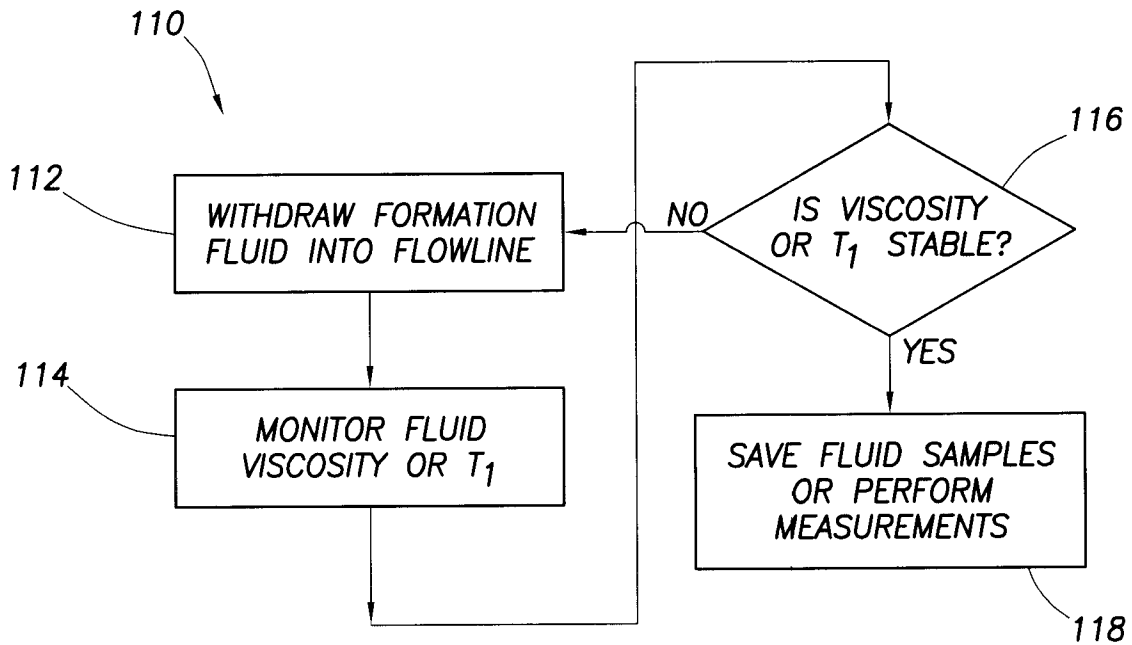 110
112
WITHDRAW FORMATION
FLUID INTO FLOWLINE
114
MONITOR FLUID
VISCOSITY OR T1
116
IS VISCOSITY
OR T1 STABLE?
NO
YES
SAVE FLUID SAMPLES
OR PERFORM
MEASUREMENTS
118